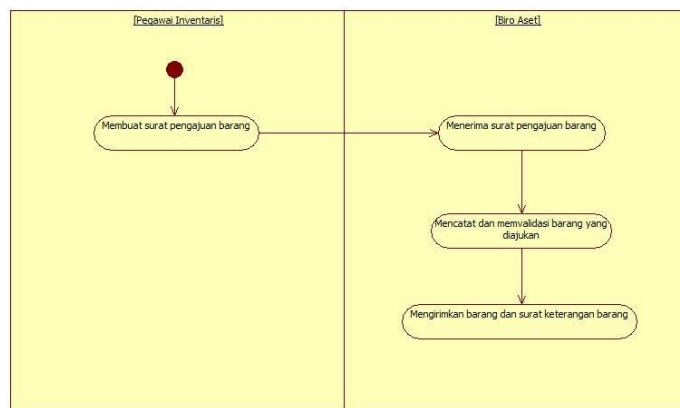 [Pegawai Inventaris]
[Biro Aset]
Membuat surat pengajuan barang
Menerima surat pengajuan barang
Mencatat dan memvalidasi barang yang
diajukan
Mengirimkan barang dan surat keterangan barang